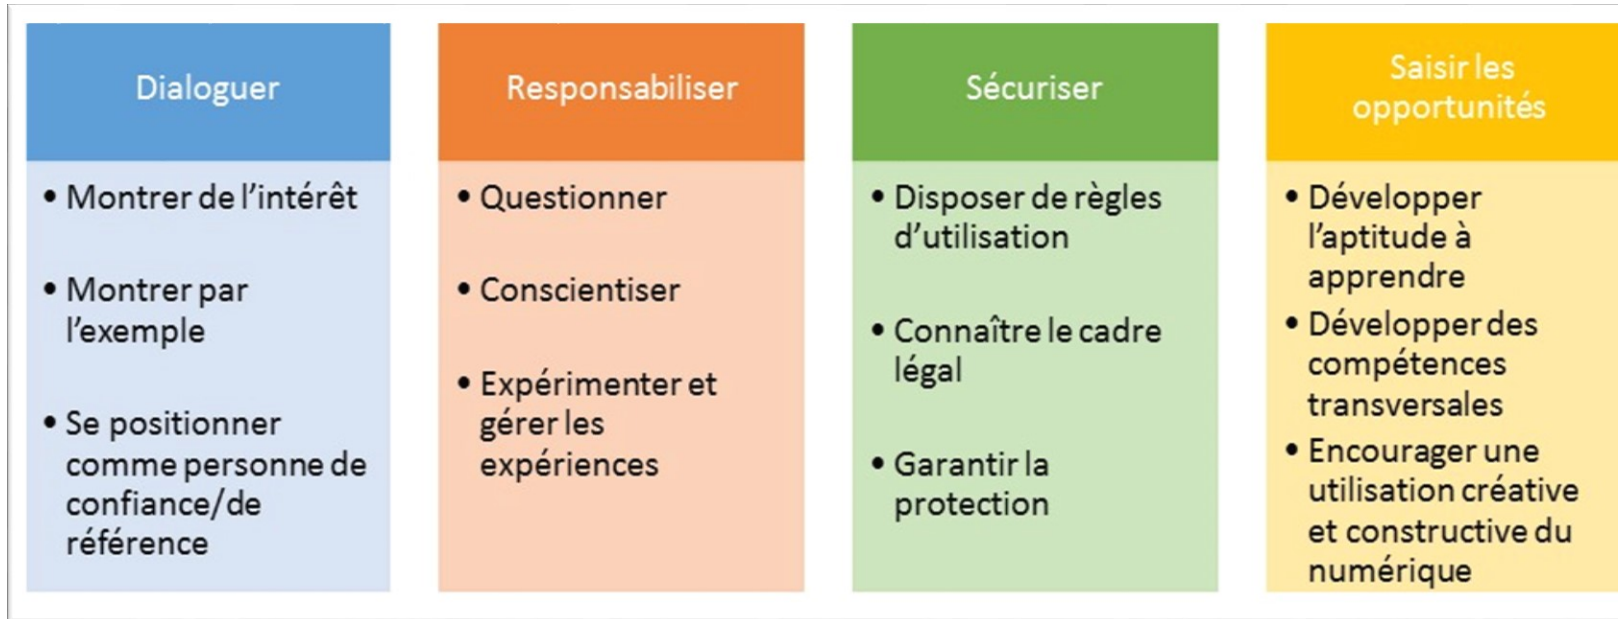 Dialoguer
• Montrer de l'intérêt
• Montrer par
l'exemple
• Se positionner
comme personne de
confiance/de
référence
Responsabiliser
• Questionner
• Conscientiser
• Expérimenter et
gérer les
expériences
Sécuriser
• Disposer de règles
d'utilisation
• Connaître le cadre
légal
• Garantir la
protection
Saisir les
opportunités
• Développer
l'aptitude à
apprendre
• Développer des
compétences
transversales
• Encourager une
utilisation créative
et constructive du
numérique